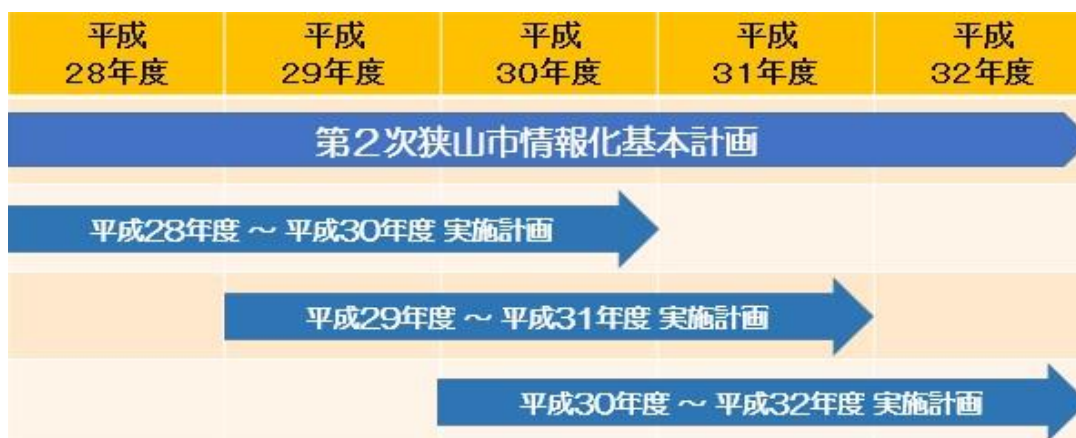 平成
28年度
平成
29年度
平成
30年度
平成
31年度
平成
32年度
第2次狭山市情報化基本計画
平成28年度 ～ 平成30年度 実施計画
平成29年度 ～ 平成31年度 実施計画
平成30年度 ～ 平成32年度 実施計画